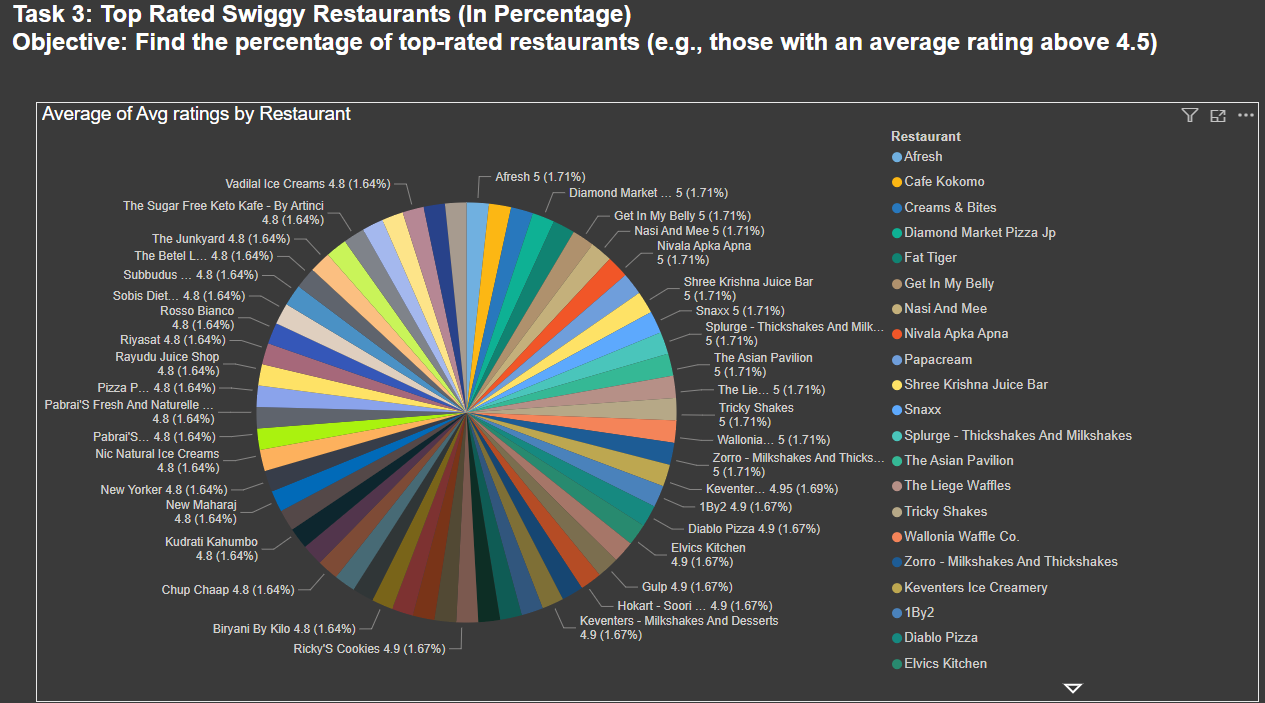 Task 3: Top Rated Swiggy Restaurants (In Percentage)
Objective: Find the percentage of top-rated restaurants (e.g., those with an average rating above 4.5)
Average of Avg ratings by Restaurant
Afresh 5 (1.71%)
Diamond Market ... 5 (1.71%)
Get In My Belly 5 (1.71%)
Nasi And Mee 5 (1.71%)
Nivala Apka Apna
5 (1.71%)
Shree Krishna Juice Bar
5 (1.71%)
Snaxx 5 (1.71%)
Splurge - Thickshakes And Milk...
5 (1.71%)
The Asian Pavilion
5 (1.71%)
The Lie... 5 (1.71%)
Tricky Shakes
5 (1.71%)
Wallonia... 5 (1.71%)
Zorro - Milkshakes And Thicks...
5 (1.71%)
Keventer... 4.95 (1.69%)
1By2 4.9 (1.67%)
Diablo Pizza 4.9 (1.67%)
Elvics Kitchen
4.9 (1.67%)
Gulp 4.9 (1.67%)
Hokart - Soori ... 4.9 (1.67%)
Keventers - Milkshakes And Desserts
4.9 (1.67%)
Ricky'S Cookies 4.9 (1.67%)
Biryani By Kilo 4.8 (1.64%)
Chup Chaap 4.8 (1.64%)
Kudrati Kahumbo
4.8 (1.64%)
New Maharaj
4.8 (1.64%)
New Yorker 4.8 (1.64%)
Nic Natural Ice Creams
4.8 (1.64%)
Pabrai'S... 4.8 (1.64%)
Pabrai'S Fresh And Naturelle ...
4.8 (1.64%)
Pizza P... 4.8 (1.64%)
Rayudu Juice Shop
4.8 (1.64%)
Riyasat 4.8 (1.64%)
Rosso Bianco
4.8 (1.64%)
Sobis Diet... 4.8 (1.64%)
Subbudus ... 4.8 (1.64%)
The Betel L... 4.8 (1.64%)
The Junkyard 4.8 (1.64%)
The Sugar Free Keto Kafe - By Artinci
4.8 (1.64%)
Vadilal Ice Creams 4.8 (1.64%)
Restaurant
Afresh
Cafe Kokomo
Creams & Bites
Diamond Market Pizza Jp
Fat Tiger
Get In My Belly
Nasi And Mee
Nivala Apka Apna
Papacream
Shree Krishna Juice Bar
Snaxx
Splurge - Thickshakes And Milkshakes
The Asian Pavilion
The Liege Waffles
Tricky Shakes
Wallonia Waffle Co.
Zorro - Milkshakes And Thickshakes
Keventers Ice Creamery
1By2
Diablo Pizza
Elvics Kitchen